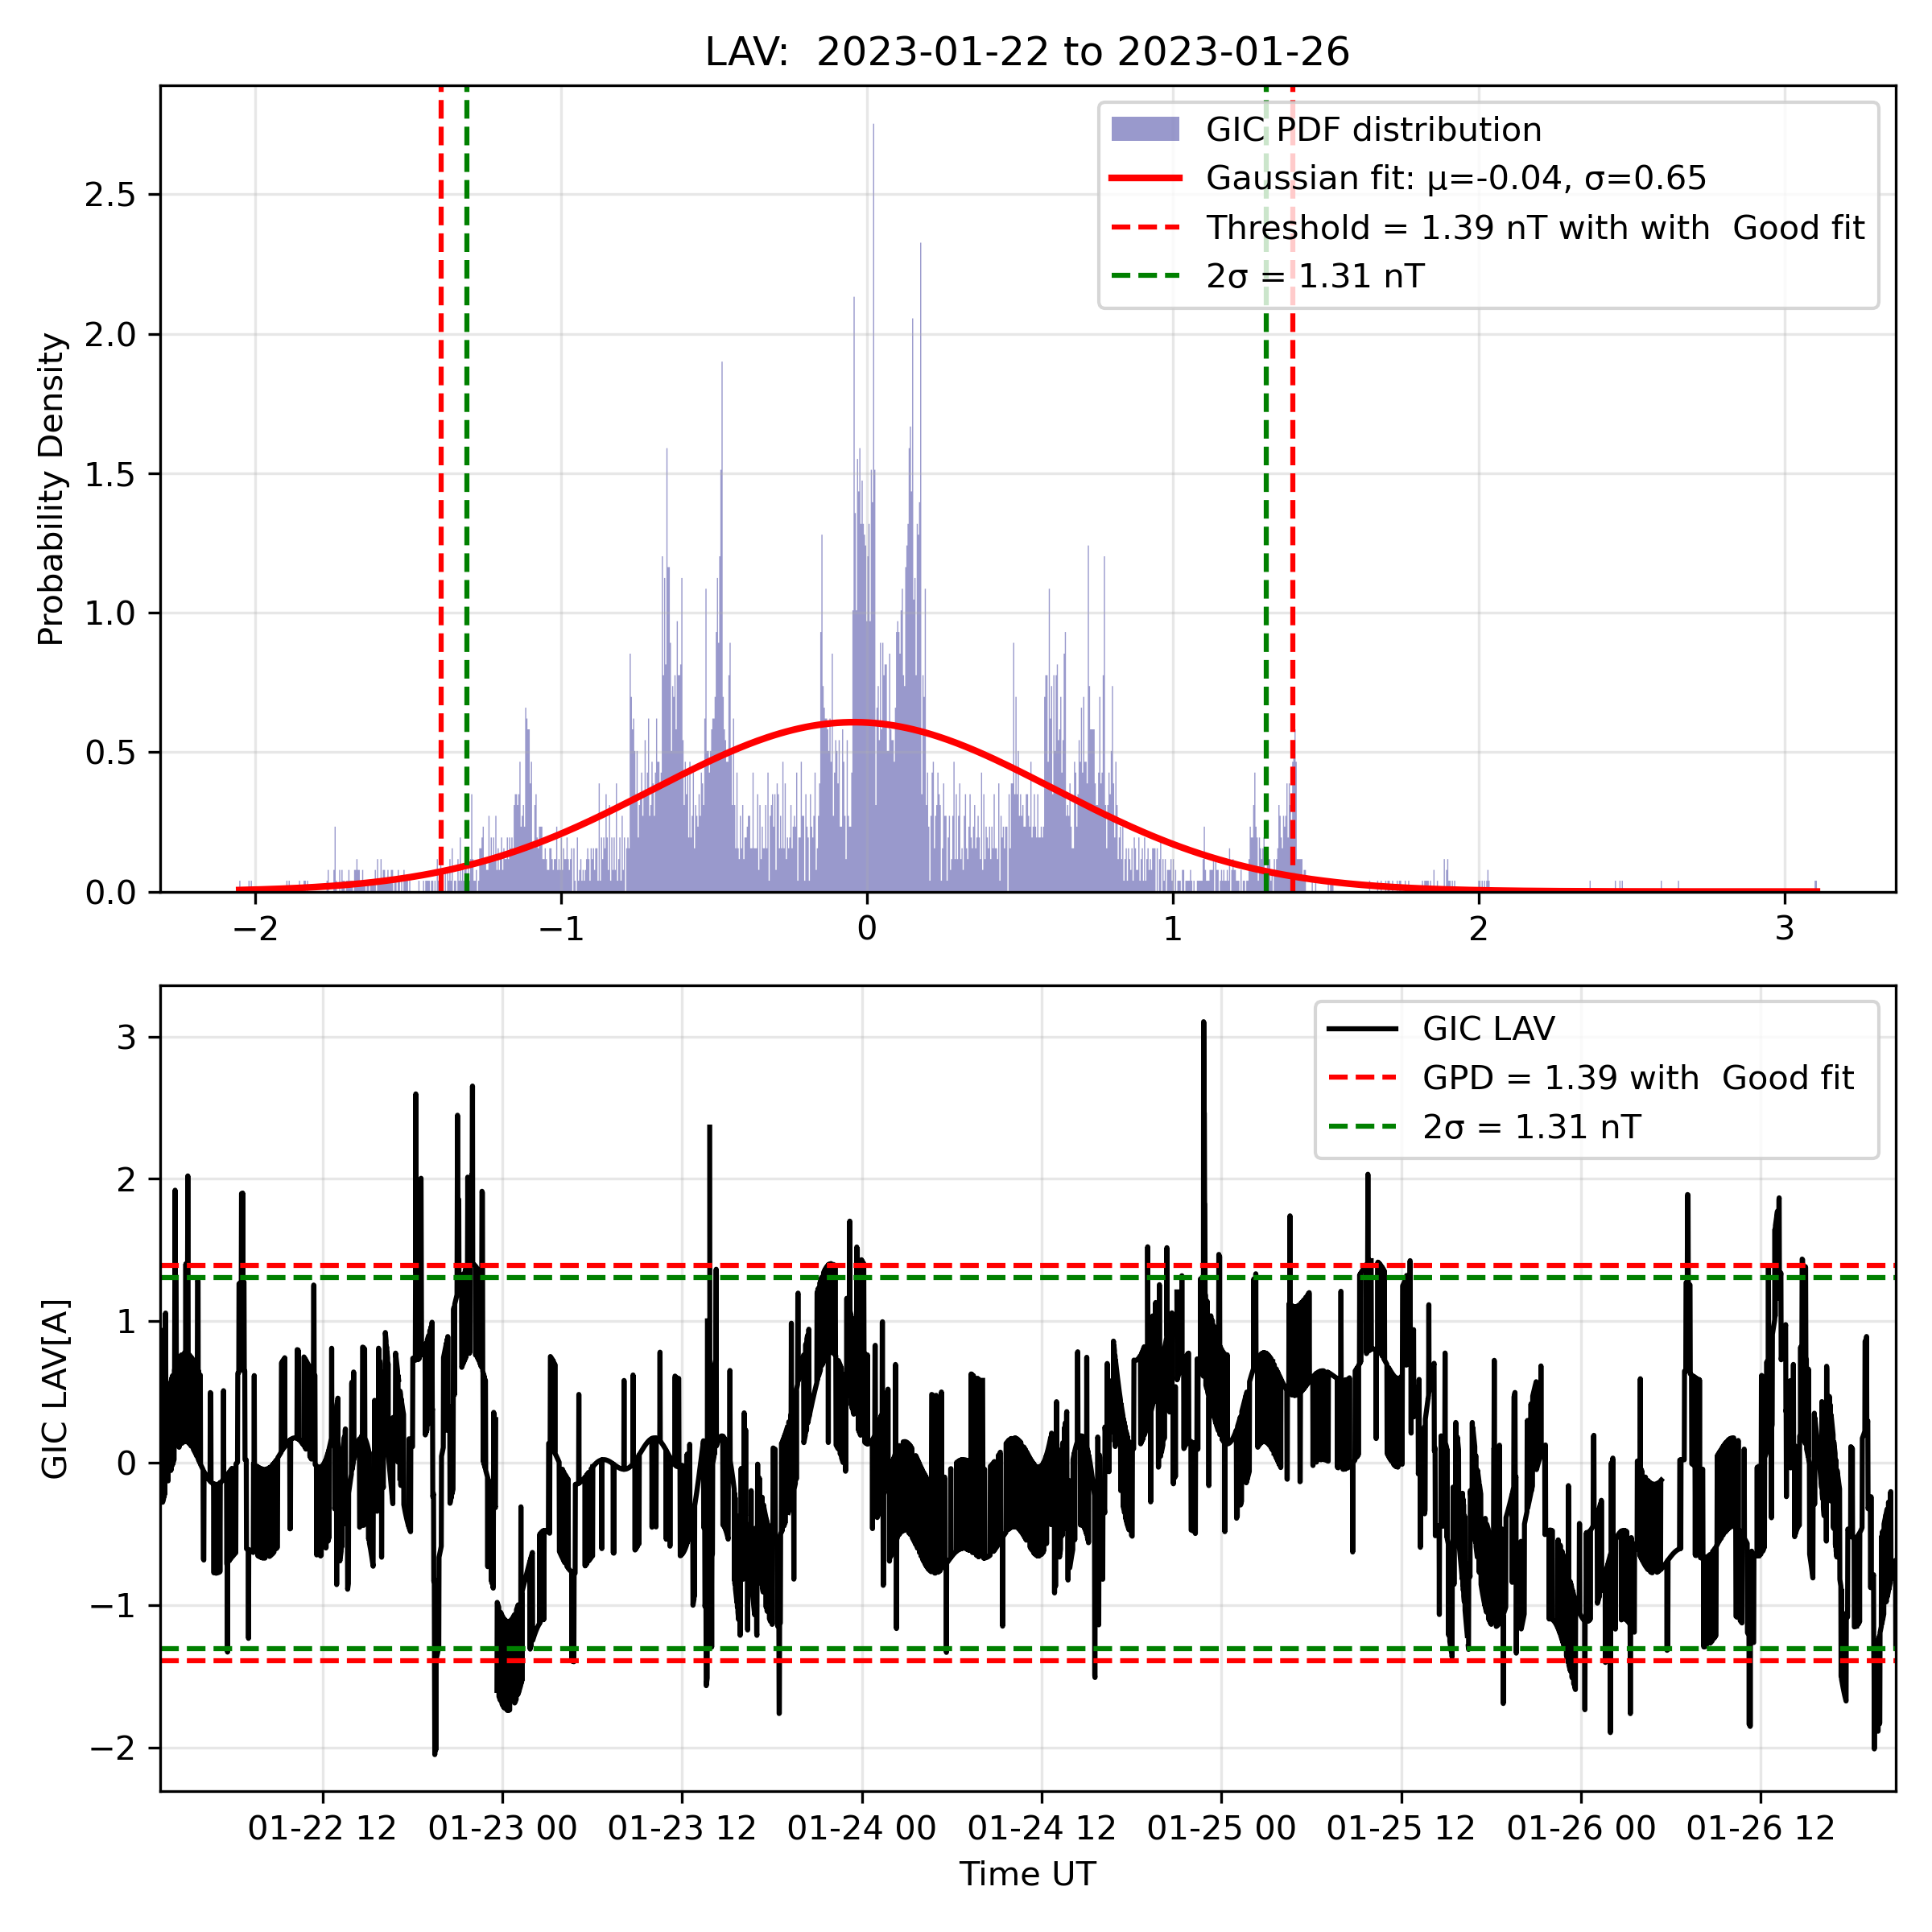 LAV:  2023-01-22 to 2023-01-26
GIC PDF distribution
Gaussian fit: μ=-0.04, σ=0.65
Threshold = 1.39 nT with with  Good fit
2σ = 1.31 nT
Probability Density
2.5
2.0
1.5
1.0
0.5
0.0
−2 −1 0 1 2 3
GIC LAV
GPD = 1.39 with  Good fit
2σ = 1.31 nT
GIC LAV[A]
3
2
1
0
−1
−2
01-22 12 01-23 00 01-23 12 01-24 00 01-24 12 01-25 00 01-25 12 01-26 00 01-26 12
Time UT